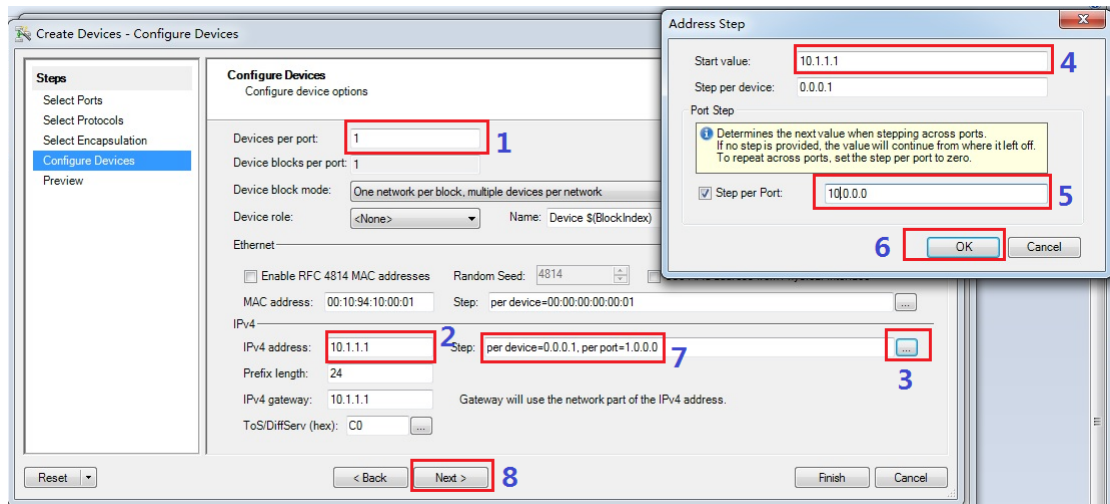 Create Devices - Configure Devices
Steps
Select Ports
Select Protocols
Select Encapsulation
Configure Devices
Preview
Configure Devices
Configure device options
Devices per port: 1
1
Device blocks per port: 1
Device block mode: One network per block, multiple devices per network
Device role: <None> Name: Device $(BlockIndex)
Ethernet
Enable RFC 4814 MAC addresses Random Seed: 4814
MAC address: 00:10:94:10:00:01 Step: per device=00:00:00:00:00:01 ...
IPv4
IPv4 address: 10.1.1.1 2 Step: per device=0.0.0.1, per port=1.0.0.0 7 ...
3
Prefix length: 24
IPv4 gateway: 10.1.1.1 Gateway will use the network part of the IPv4 address.
ToS/DiffServ (hex): C0 ...
Reset < Back Next > 8 Finish Cancel
Address Step
Start value: 10.1.1.1 4
Step per device: 0.0.0.1
Port Step
Determines the next value when stepping across ports.
If no step is provided, the value will continue from where it left off.
To repeat across ports, set the step per port to zero.
Step per Port: 10.0.0.0 5
6 OK Cancel